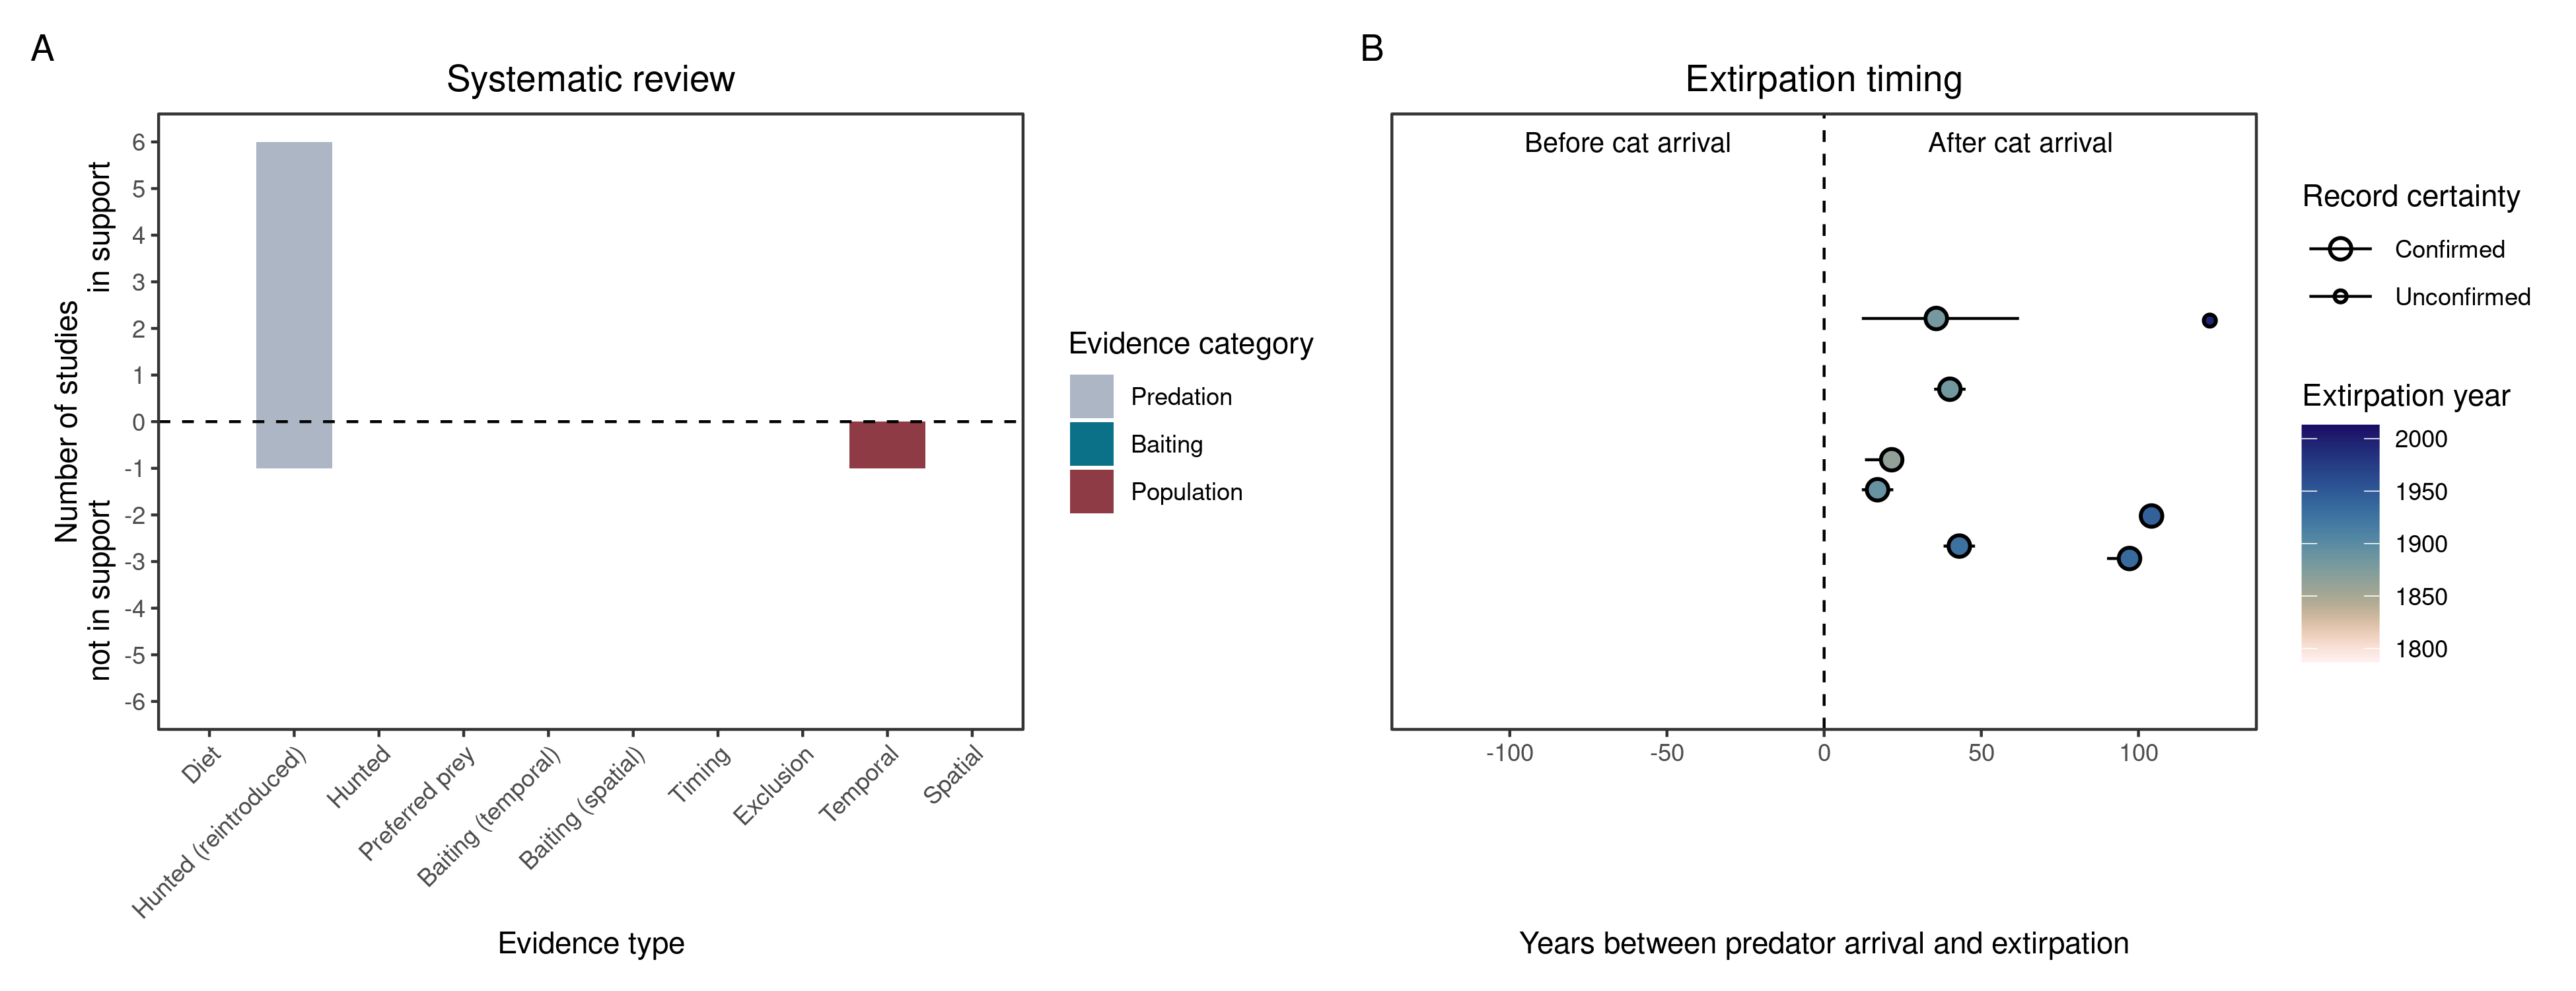 A
Systematic review
Number of studies
not in support
in support
6
5
4
3
2
1
0
-1
-2
-3
-4
-5
-6
Diet
Hunted (reintroduced)
Hunted
Preferred prey
Baiting (temporal)
Baiting (spatial)
Timing
Exclusion
Temporal
Spatial
Evidence type
Evidence category
Predation
Baiting
Population
B
Extirpation timing
Before cat arrival
After cat arrival
-100
-50
0
50
100
Years between predator arrival and extirpation
Record certainty
Confirmed
Unconfirmed
Extirpation year
2000
1950
1900
1850
1800